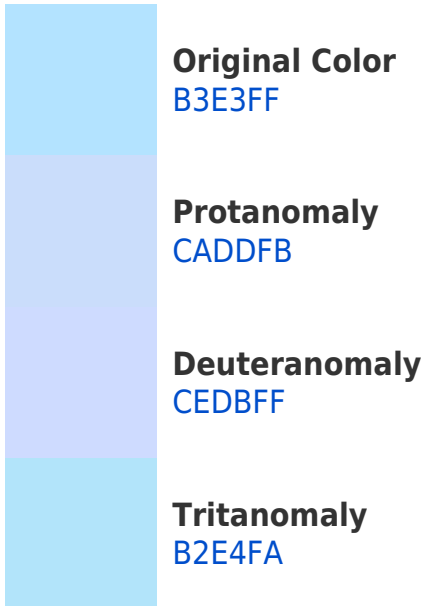 Original Color
B3E3FF
Protanomaly
CADDFB
Deuteranomaly
CEDBFF
Tritanomaly
B2E4FA